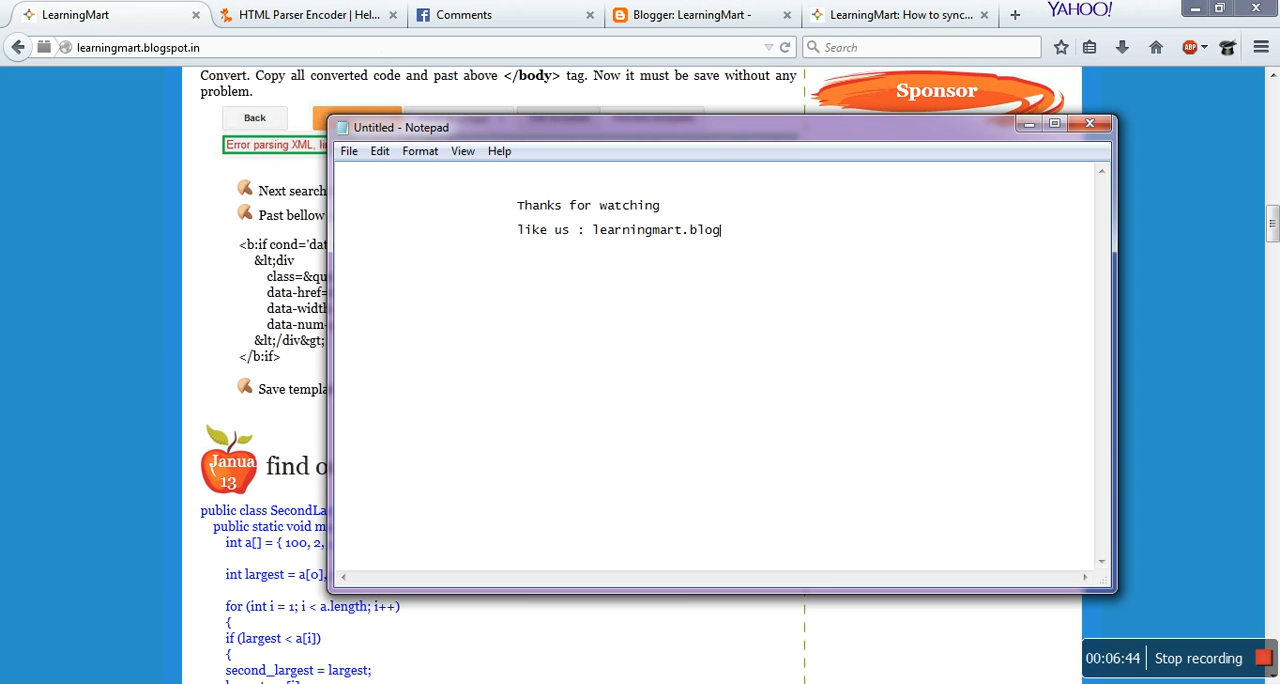 LearningMart
HTML Parser Encoder | Hel...
Comments
Blogger: LearningMart -
LearningMart: How to sync...
YAHOO!
learningmart.blogspot.in
Search
ABP
Convert. Copy all converted code and past above </body> tag. Now it must be save without any
problem.
Sponsor
Back
Error parsing XML, li
Untitled - Notepad
File Edit Format View Help
Thanks for watching
like us : learningmart.blog
Next search
Past bellow
<b:if cond='dat
&lt;div
class=&qu
data-href=
data-width
data-num-
&lt;/div&gt;
</b:if>
Save templa
Janua
13
find o
public class SecondLa
public static void m
int a[] = { 100, 2,
int largest = a[0],
for (int i = 1; i < a.length; i++)
{
if (largest < a[i])
{
second_largest = largest;
00:06:44 Stop recording